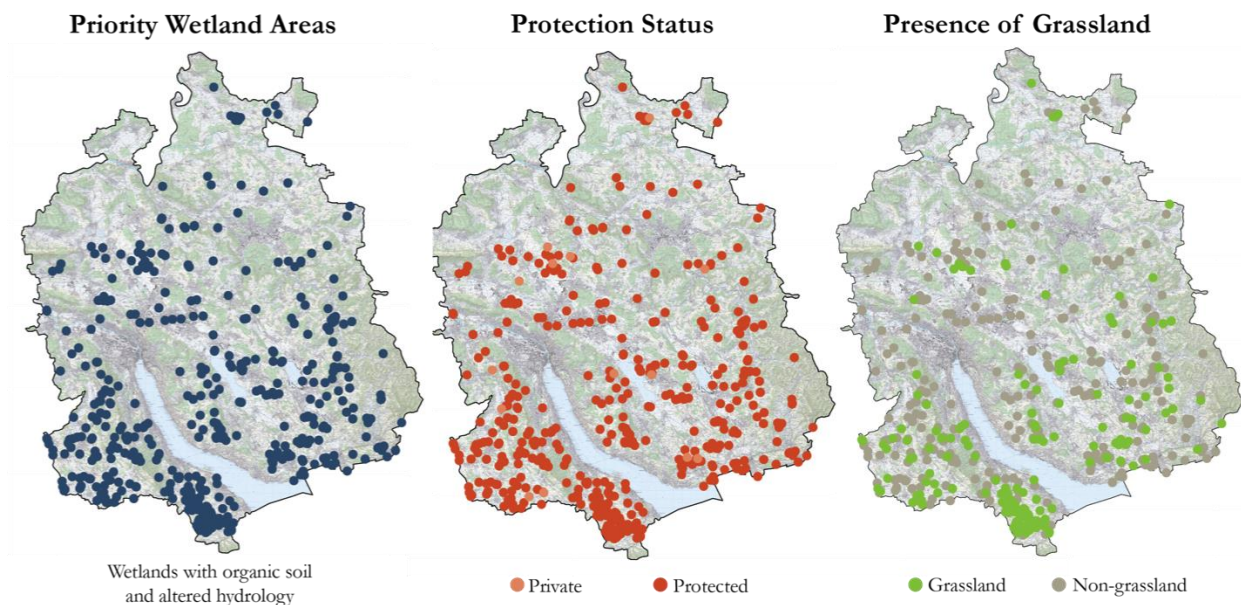 Priority Wetland Areas
Protection Status
Presence of Grassland
Wetlands with organic soil
and altered hydrology
Private
Protected
Grassland
Non-grassland